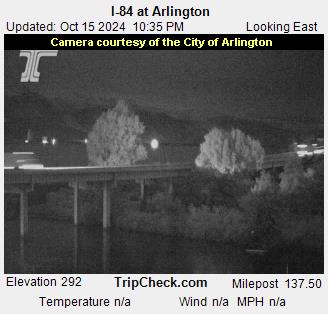 I-84 at Arlington
Updated: Oct 15 2024 10:35 PM Looking East
Camera courtesy of the City of Arlington
Elevation 292 TripCheck.com Milepost 137.50
Temperature n/a Wind n/a MPH n/a